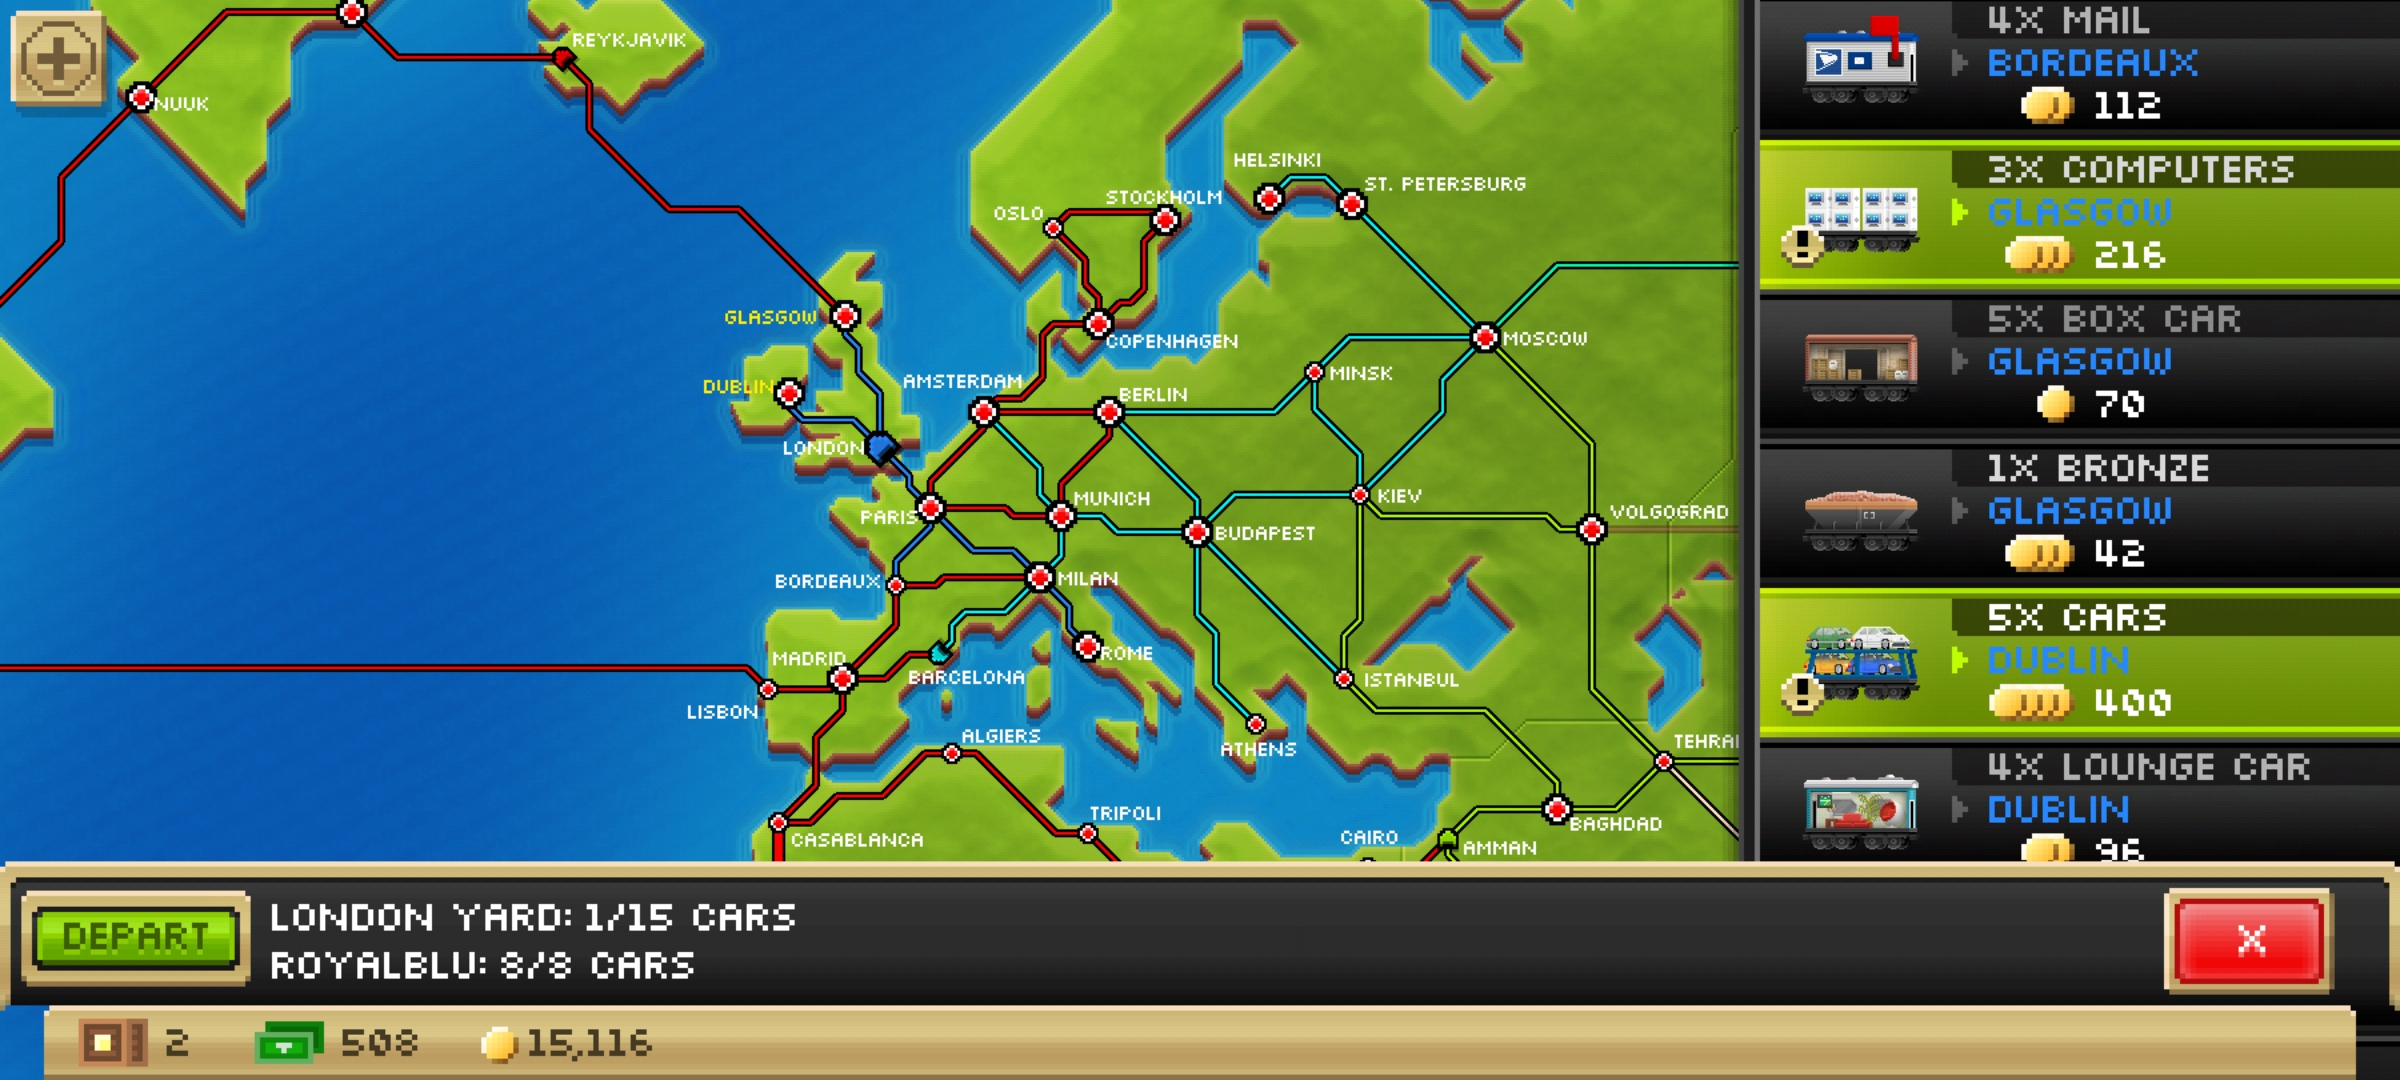 REYKJAVIK
NUUK
HELSINKI
ST. PETERSBURG
STOCKHOLM
OSLO
GLASGOW
COPENHAGEN
MOSCOW
MINSK
AMSTERDAM
BERLIN
DUBLIN
LONDON
MUNICH
KIEV
PARIS
VOLGOGRAD
BUDAPEST
BORDEAUX
MILAN
MADRID
ROME
BARCELONA
ISTANBUL
LISBON
ALGIERS
ATHENS
TEHRA
TRIPOLI
CASABLANCA
CAIRO
BAGHDAD
AMMAN
4X MAIL
BORDEAUX
112
3X COMPUTERS
GLASGOW
216
5X BOX CAR
GLASGOW
70
1X BRONZE
GLASGOW
42
5X CARS
DUBLIN
400
4X LOUNGE CAR
DUBLIN
96
DEPART
LONDON YARD: 1/15 CARS
ROYALBLU: 8/8 CARS
X
2
508
15,116